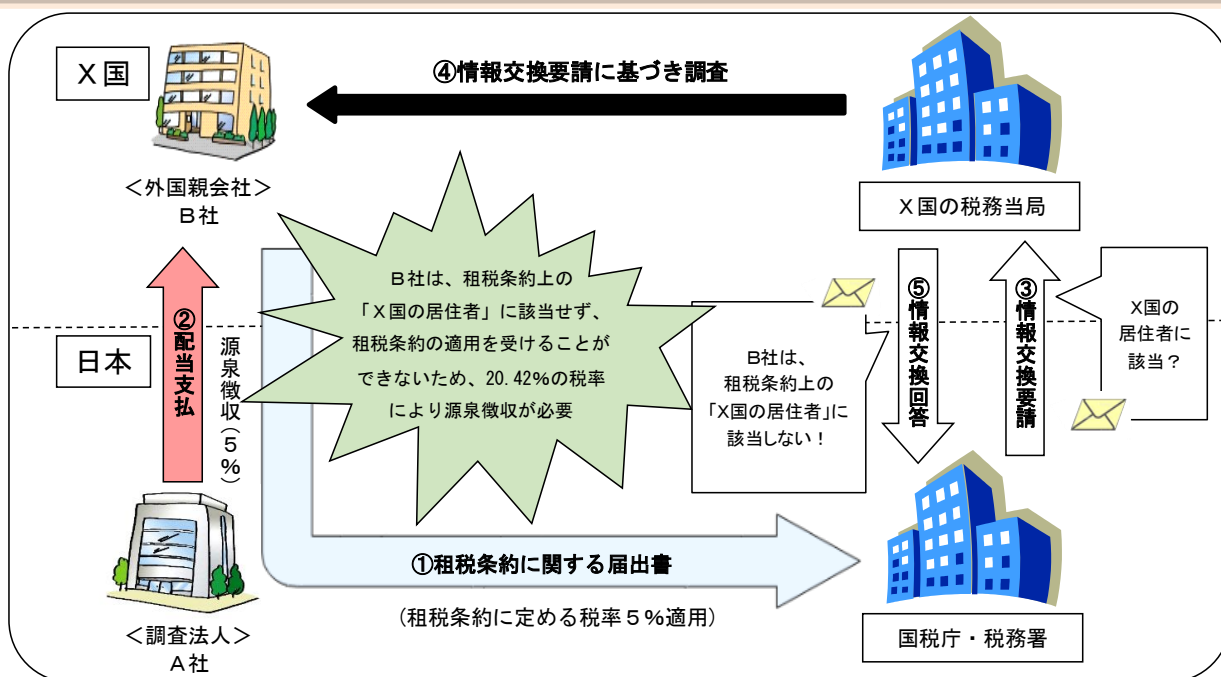 X国
④情報交換要請に基づき調査
＜外国親会社＞
B社
X国の税務当局
B社は、租税条約上の
「X国の居住者」に該当せず、
租税条約の適用を受けることが
できないため、20.42%の税率
により源泉徴収が必要
⑤情報交換回答
③情報交換要請
X国の
居住者に
該当？
日本
②配当支払
源泉徴収(5%)
B社は、
租税条約上の
「X国の居住者」に
該当しない！
①租税条約に関する届出書
(租税条約に定める税率5%適用)
＜調査法人＞
A社
国税庁・税務署